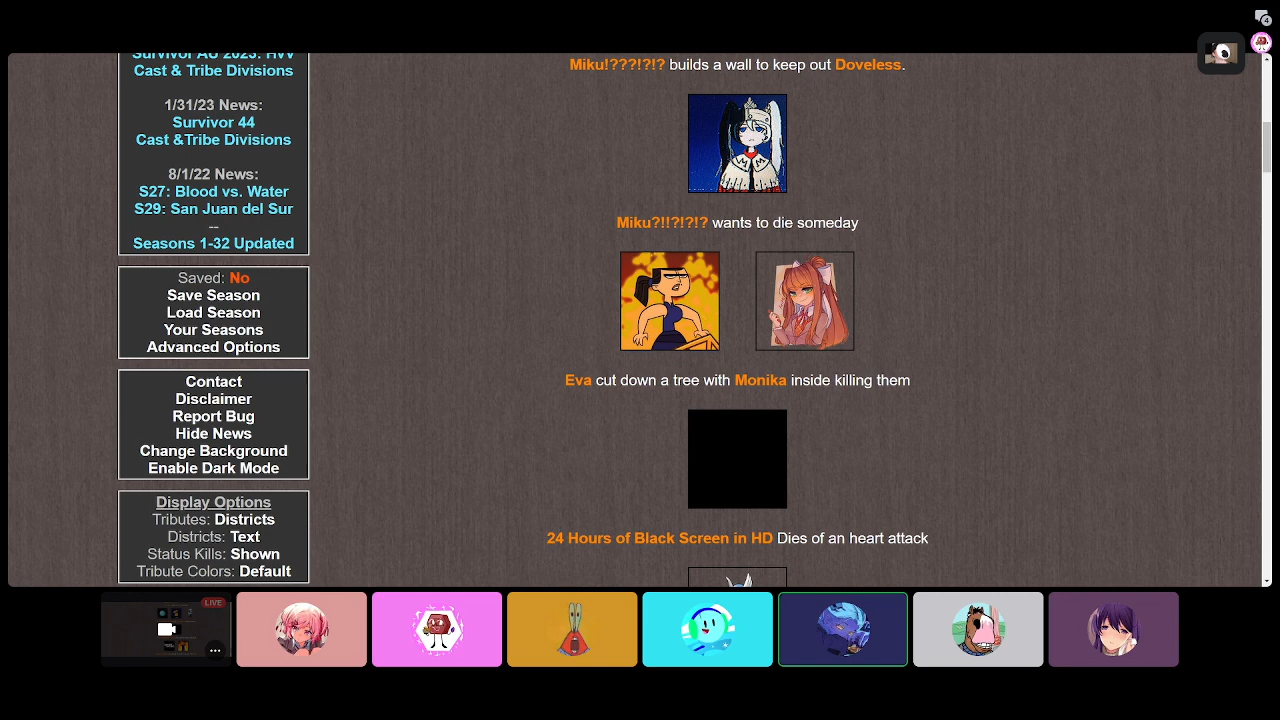 Survivor AU 2023: HvV
Cast & Tribe Divisions
1/31/23 News:
Survivor 44
Cast &Tribe Divisions
8/1/22 News:
S27: Blood vs. Water
S29: San Juan del Sur
--
Seasons 1-32 Updated
Saved: No
Save Season
Load Season
Your Seasons
Advanced Options
Contact
Disclaimer
Report Bug
Hide News
Change Background
Enable Dark Mode
Display Options
Tributes: Districts
Districts: Text
Status Kills: Shown
Tribute Colors: Default
Miku!???!?!? builds a wall to keep out Doveless.
Miku?!!?!?!? wants to die someday
Eva cut down a tree with Monika inside killing them
24 Hours of Black Screen in HD Dies of an heart attack
4
LIVE